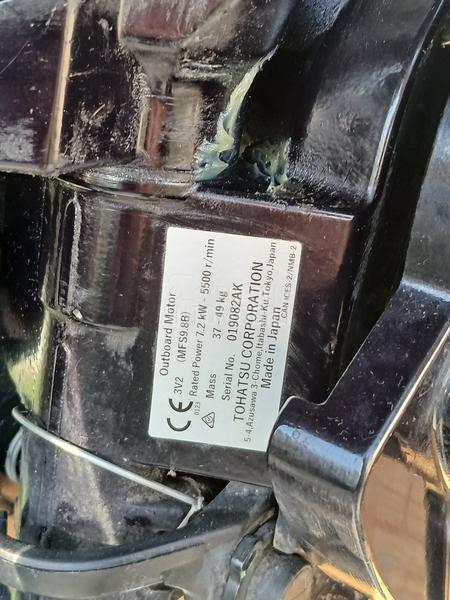 Outboard Motor
3V2 (MFS9.8B)
CE 0123 Rated Power 7.2 kW - 5500 r/min
Mass 37 - 49 kg
Serial No. 019082AK
TOHATSU CORPORATION
5-4,Azusawa 3-Chome,Itabashi-Ku,Tokyo,Japan
Made in Japan
CAN ICES-2/NMB-2